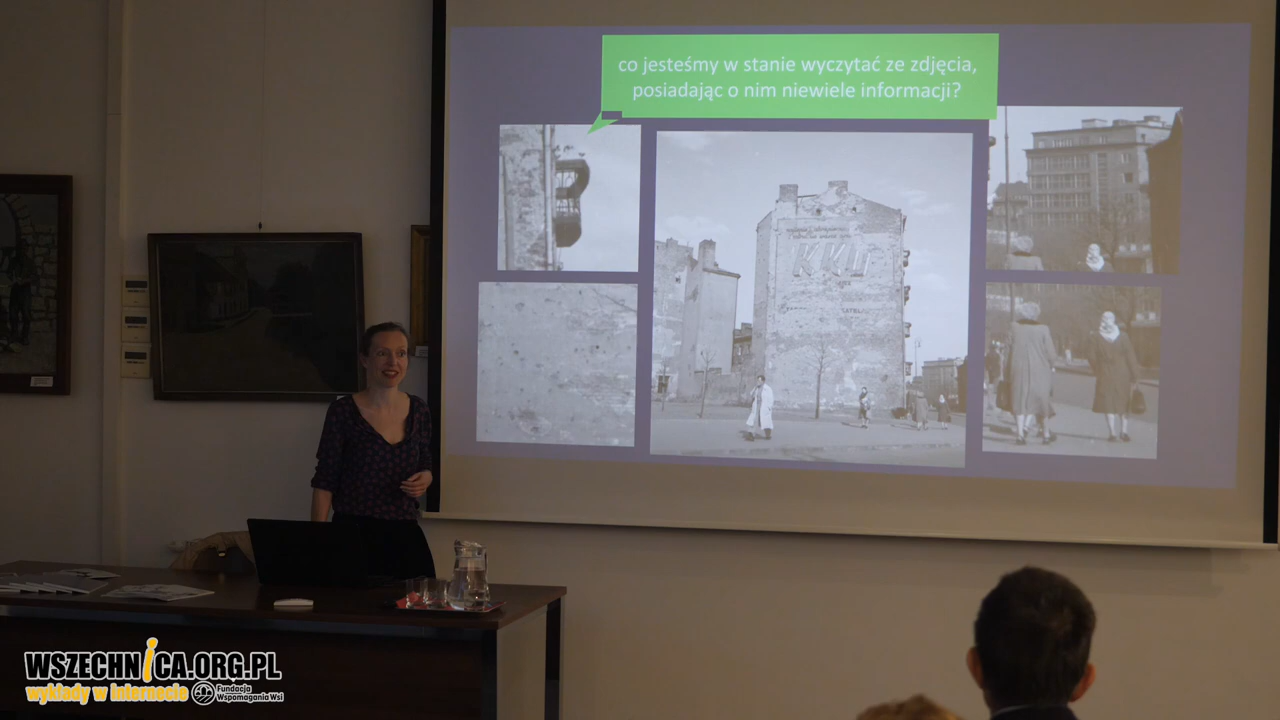 co jesteśmy w stanie wyczytać ze zdjęcia,
posiadając o nim niewiele informacji?
KKO
WSZECHNiCA.ORG.PL
wykłady w internecie
Fundacja
Wspomagania Wsi